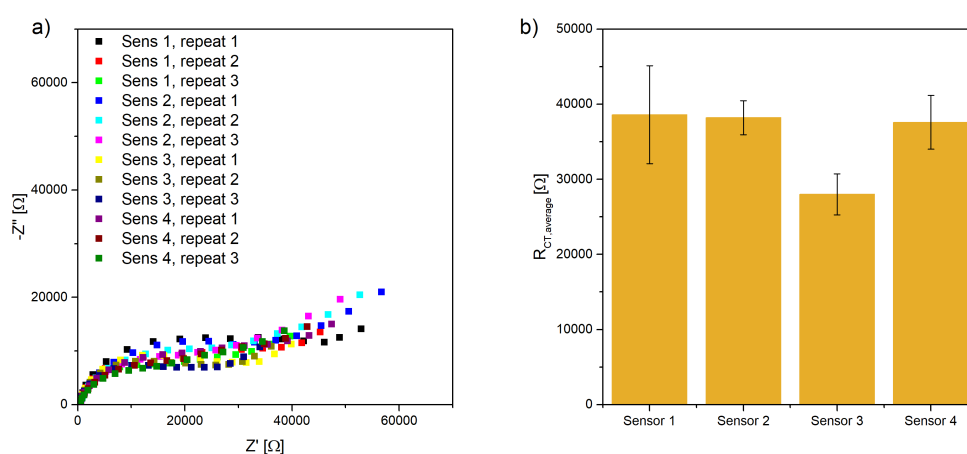 a)
Sens 1, repeat 1
Sens 1, repeat 2
Sens 1, repeat 3
Sens 2, repeat 1
Sens 2, repeat 2
Sens 2, repeat 3
Sens 3, repeat 1
Sens 3, repeat 2
Sens 3, repeat 3
Sens 4, repeat 1
Sens 4, repeat 2
Sens 4, repeat 3
60000
40000
20000
0
-Z'' [Ω]
0 20000 40000 60000
Z' [Ω]
b)
50000
40000
30000
20000
10000
0
R_CT,average [Ω]
Sensor 1 Sensor 2 Sensor 3 Sensor 4